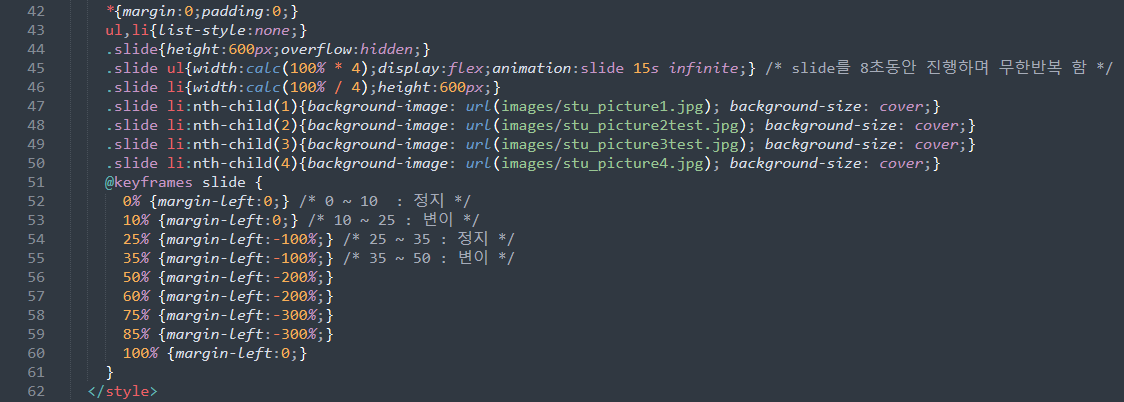 42 *{margin:0;padding:0;}
43 ul,li{list-style:none;}
44 .slide{height:600px;overflow:hidden;}
45 .slide ul{width:calc(100% * 4);display:flex;animation:slide 15s infinite;} /* slide를 8초동안 진행하며 무한반복 함 */
46 .slide li{width:calc(100% / 4);height:600px;}
47 .slide li:nth-child(1){background-image: url(images/stu_picture1.jpg); background-size: cover;}
48 .slide li:nth-child(2){background-image: url(images/stu_picture2test.jpg); background-size: cover;}
49 .slide li:nth-child(3){background-image: url(images/stu_picture3test.jpg); background-size: cover;}
50 .slide li:nth-child(4){background-image: url(images/stu_picture4.jpg); background-size: cover;}
51 @keyframes slide {
52 0% {margin-left:0;} /* 0 ~ 10  : 정지 */
53 10% {margin-left:0;} /* 10 ~ 25 : 변이 */
54 25% {margin-left:-100%;} /* 25 ~ 35 : 정지 */
55 35% {margin-left:-100%;} /* 35 ~ 50 : 변이 */
56 50% {margin-left:-200%;}
57 60% {margin-left:-200%;}
58 75% {margin-left:-300%;}
59 85% {margin-left:-300%;}
60 100% {margin-left:0;}
61 }
62 </style>